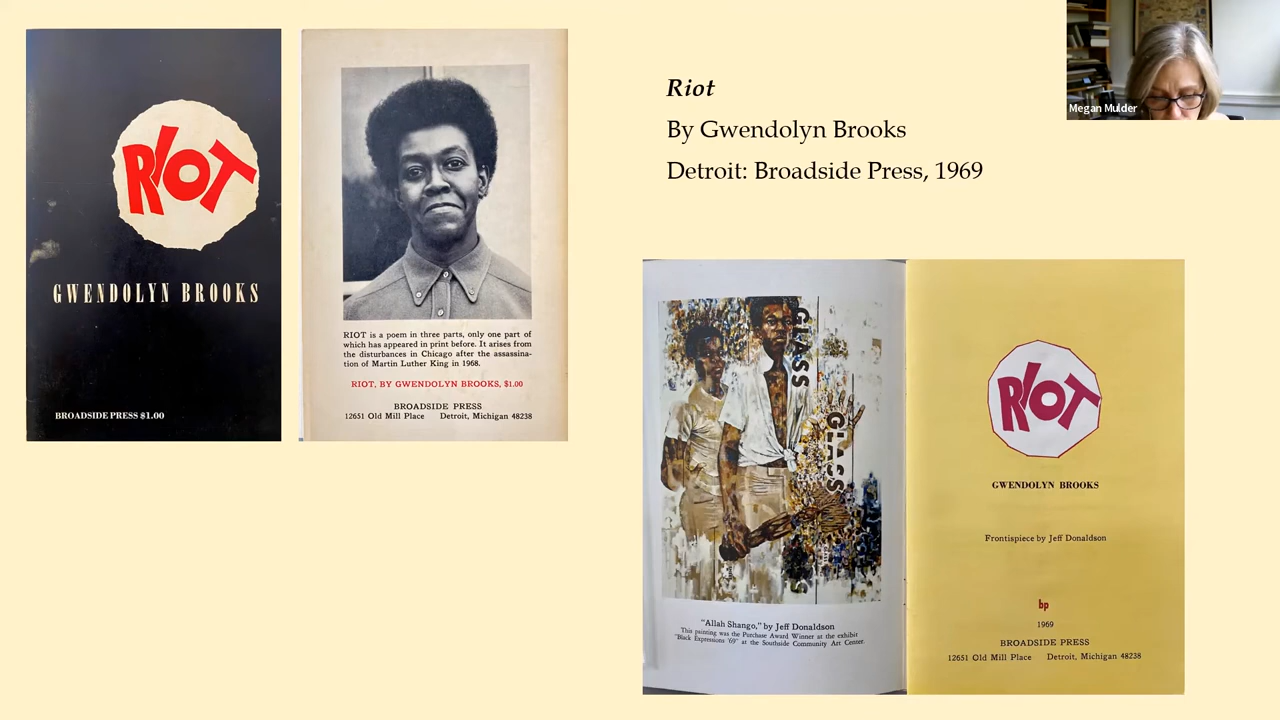 RIOT
GWENDOLYN BROOKS
BROADSIDE PRESS $1.00
RIOT is a poem in three parts, only one part of
which has appeared in print before. It arises from
the disturbances in Chicago after the assassina-
tion of Martin Luther King in 1968.
RIOT, BY GWENDOLYN BROOKS, $1.00
BROADSIDE PRESS
12651 Old Mill Place Detroit, Michigan 48238
Riot
By Gwendolyn Brooks
Detroit: Broadside Press, 1969
Megan Mulder
GLASS
GLASS
"Allah Shango," by Jeff Donaldson
This painting was the Purchase Award Winner at the exhibit
"Black Expressions '69" at the Southside Community Art Center.
RIOT
GWENDOLYN BROOKS
Frontispiece by Jeff Donaldson
bp
1969
BROADSIDE PRESS
12651 Old Mill Place Detroit, Michigan 48238